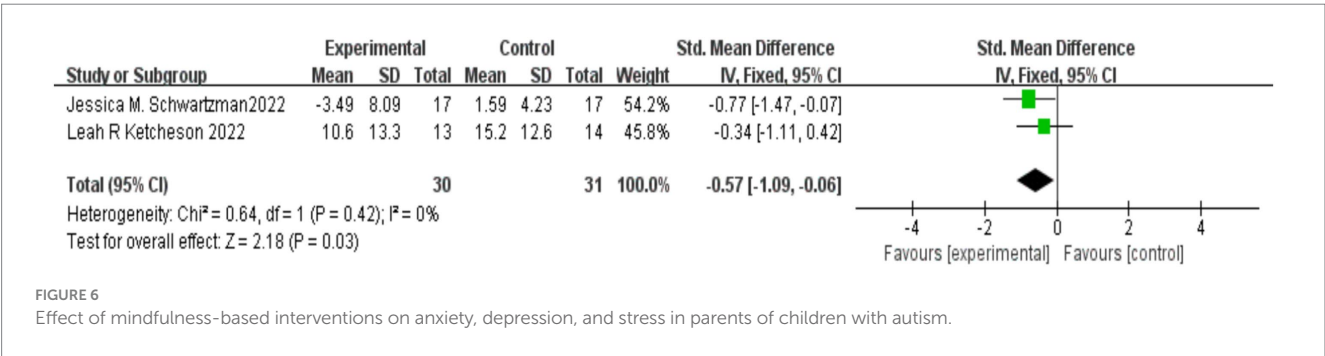 Experimental Control Std. Mean Difference Std. Mean Difference
Study or Subgroup Mean SD Total Mean SD Total Weight IV, Fixed, 95% CI IV, Fixed, 95% CI
Jessica M. Schwartzman2022 -3.49 8.09 17 1.59 4.23 17 54.2% -0.77 [-1.47, -0.07]
Leah R Ketcheson 2022 10.6 13.3 13 15.2 12.6 14 45.8% -0.34 [-1.11, 0.42]
Total (95% CI) 30 31 100.0% -0.57 [-1.09, -0.06]
Heterogeneity: Chi² = 0.64, df = 1 (P = 0.42); I² = 0%
Test for overall effect: Z = 2.18 (P = 0.03)
-4 -2 0 2 4
Favours [experimental] Favours [control]
FIGURE 6
Effect of mindfulness-based interventions on anxiety, depression, and stress in parents of children with autism.